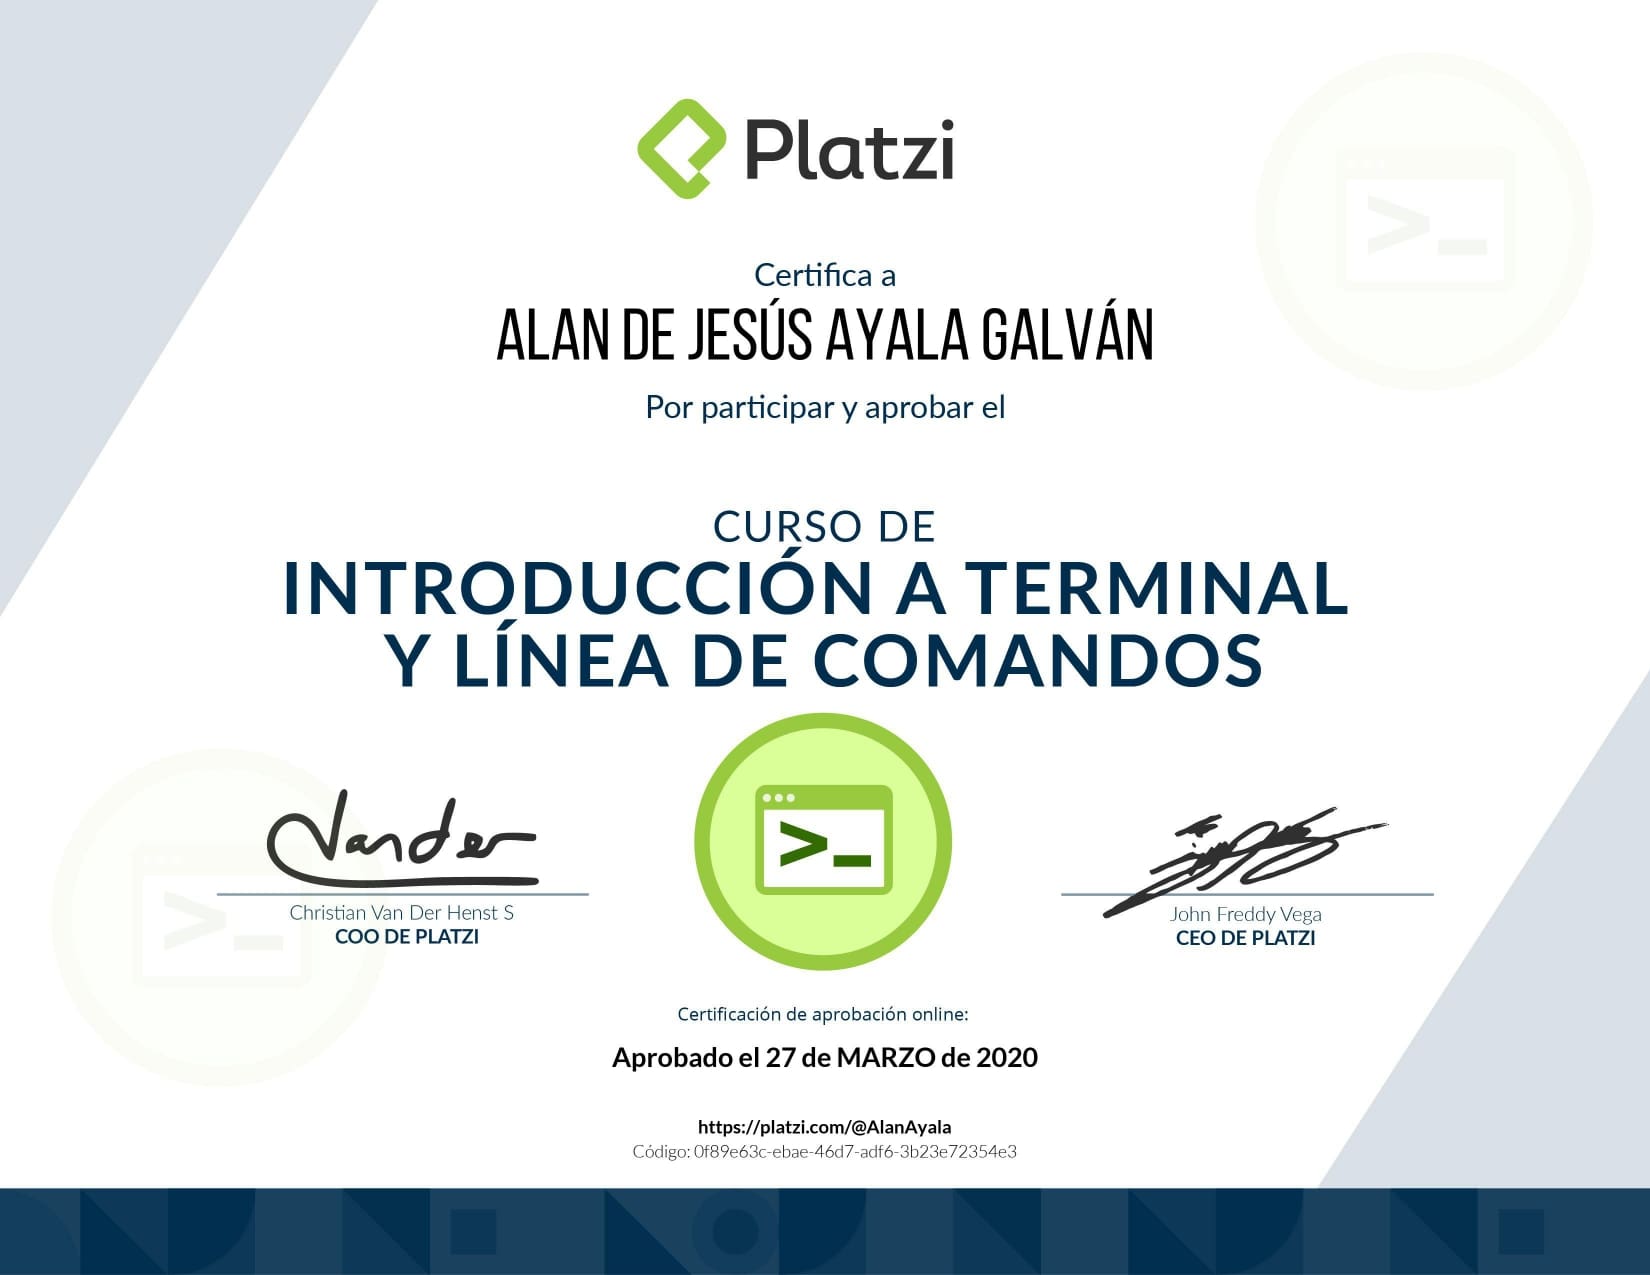 Platzi
Certifica a
ALAN DE JESÚS AYALA GALVÁN
Por participar y aprobar el
CURSO DE
INTRODUCCIÓN A TERMINAL
Y LÍNEA DE COMANDOS
>_
>_
>_
Vander
Christian Van Der Henst S
COO DE PLATZI
John Freddy Vega
CEO DE PLATZI
Certificación de aprobación online:
Aprobado el 27 de MARZO de 2020
https://platzi.com/@AlanAyala
Código: 0f89e63c-ebae-46d7-adf6-3b23e72354e3